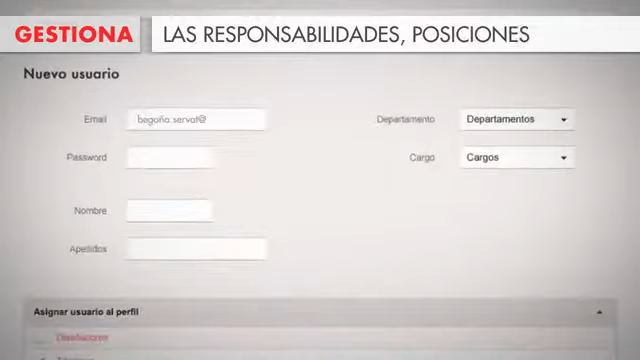 GESTIONA LAS RESPONSABILIDADES, POSICIONES
Nuevo usuario
Email begoña.servat@ Departamento Departamentos
Password Cargo Cargos
Nombre
Apellidos
Asignar usuario al perfil
Diseñadores